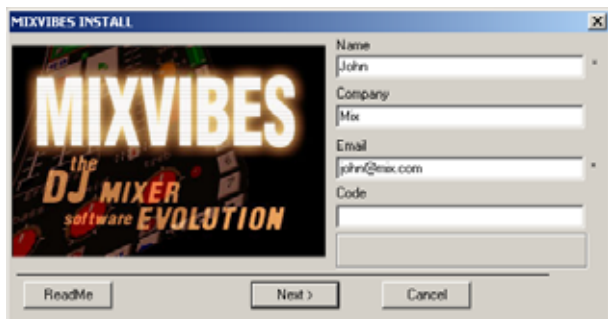 MIXVIBES INSTALL
MIXVIBES
the
DJ MIXER
software EVOLUTION
Name
John
*
Company
Mix
Email
john@mix.com
*
Code
ReadMe
Next >
Cancel